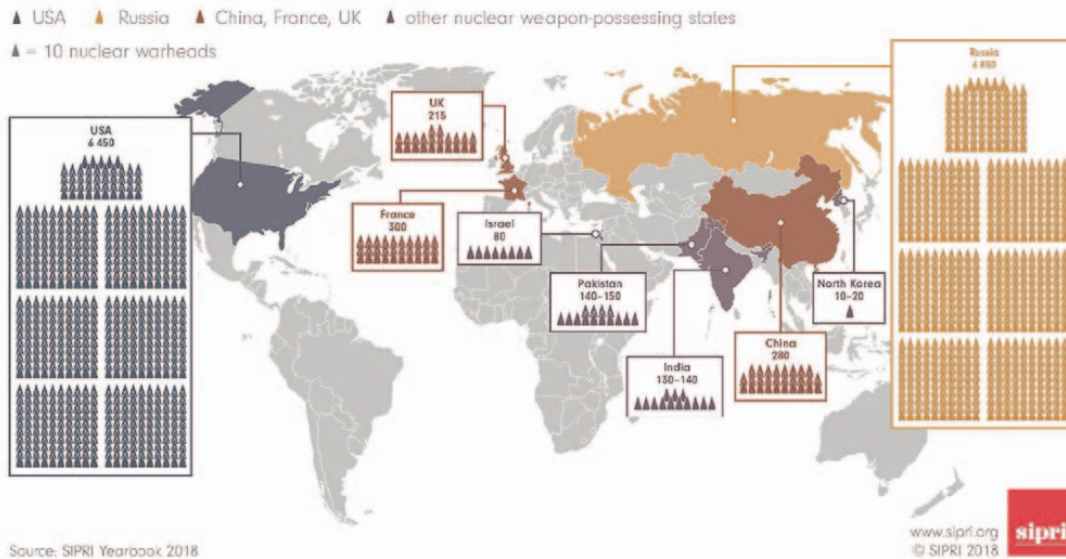 USA Russia China, France, UK other nuclear weapon-possessing states
= 10 nuclear warheads
USA
6 450
UK
215
France
300
Israel
80
Pakistan
140–150
India
130–140
China
280
North Korea
10–20
Russia
6 850
Source: SIPRI Yearbook 2018
www.sipri.org
© SIPRI 2018
sipri